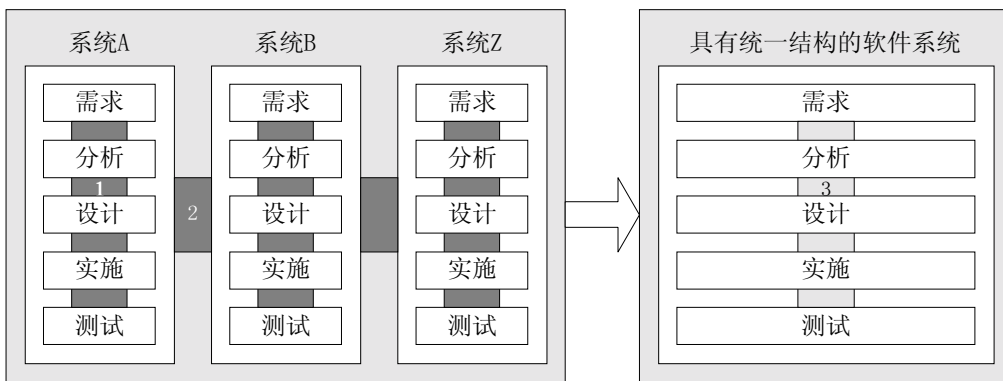 系统A
系统B
系统Z
具有统一结构的软件系统
需求
需求
需求
需求
分析
分析
分析
分析
1
2
3
设计
设计
设计
设计
实施
实施
实施
实施
测试
测试
测试
测试